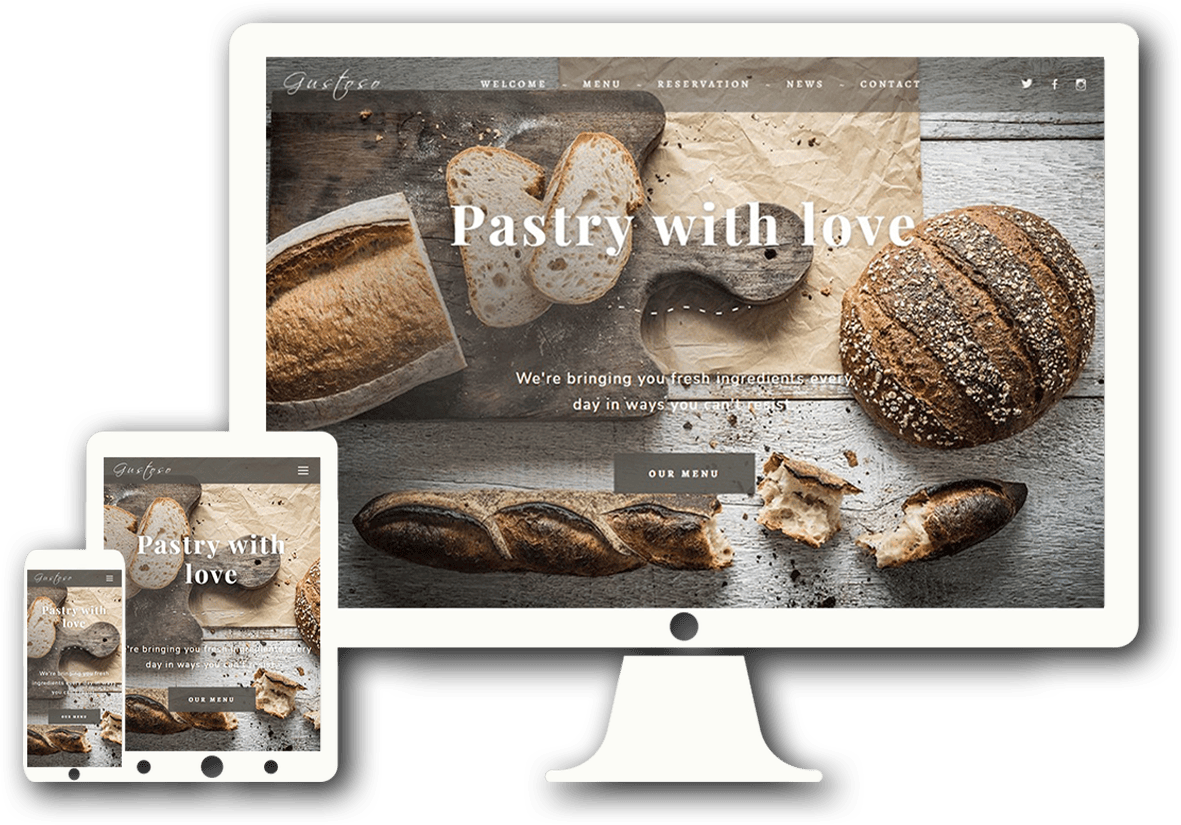 Gustoso
WELCOME – MENU – RESERVATION – NEWS – CONTACT
Pastry with love
We're bringing you fresh ingredients every
day in ways you can't resist
OUR MENU
Gustoso
Pastry with
love
're bringing you fresh ingredients every
day in ways you can't resist
OUR MENU
Gustoso
Pastry with
love
We're bringing you fresh
ingredients every day in ways
you can't resist
OUR MENU